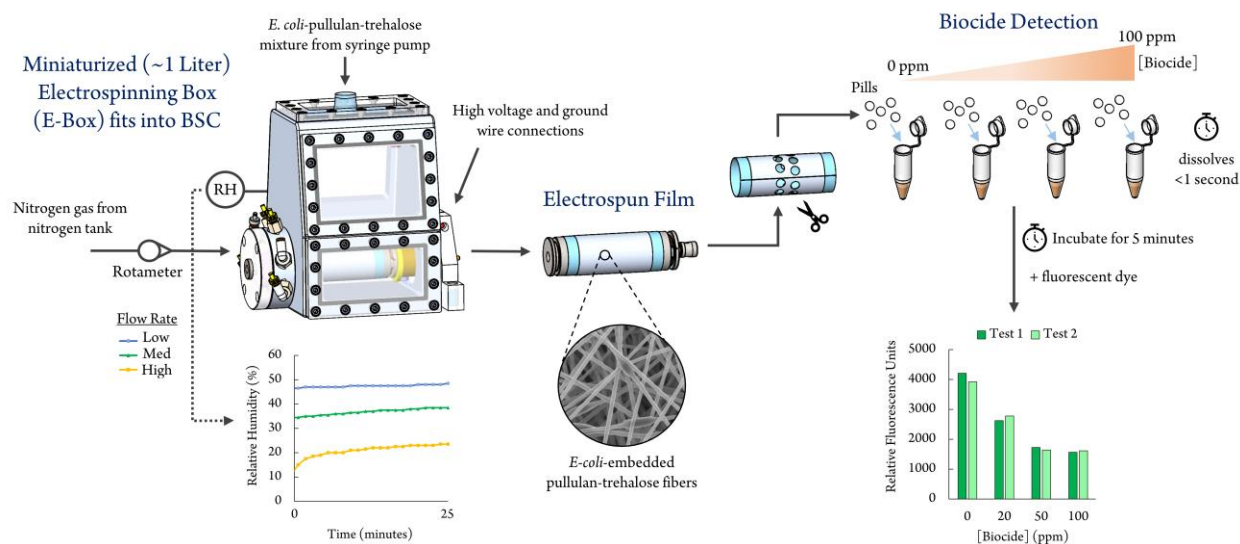 Miniaturized (~1 Liter)
Electrospinning Box
(E-Box) fits into BSC
E. coli-pullulan-trehalose
mixture from syringe pump
High voltage and ground
wire connections
RH
Nitrogen gas from
nitrogen tank
Rotameter
Flow Rate
Low
Med
High
Relative Humidity (%)
60
50
40
30
20
10
0
0
25
Time (minutes)
Electrospun Film
E-coli-embedded
pullulan-trehalose fibers
Biocide Detection
0 ppm
100 ppm
[Biocide]
Pills
dissolves
<1 second
Incubate for 5 minutes
+ fluorescent dye
Test 1
Test 2
Relative Fluorescence Units
5000
4000
3000
2000
1000
0
0
20
50
100
[Biocide] (ppm)